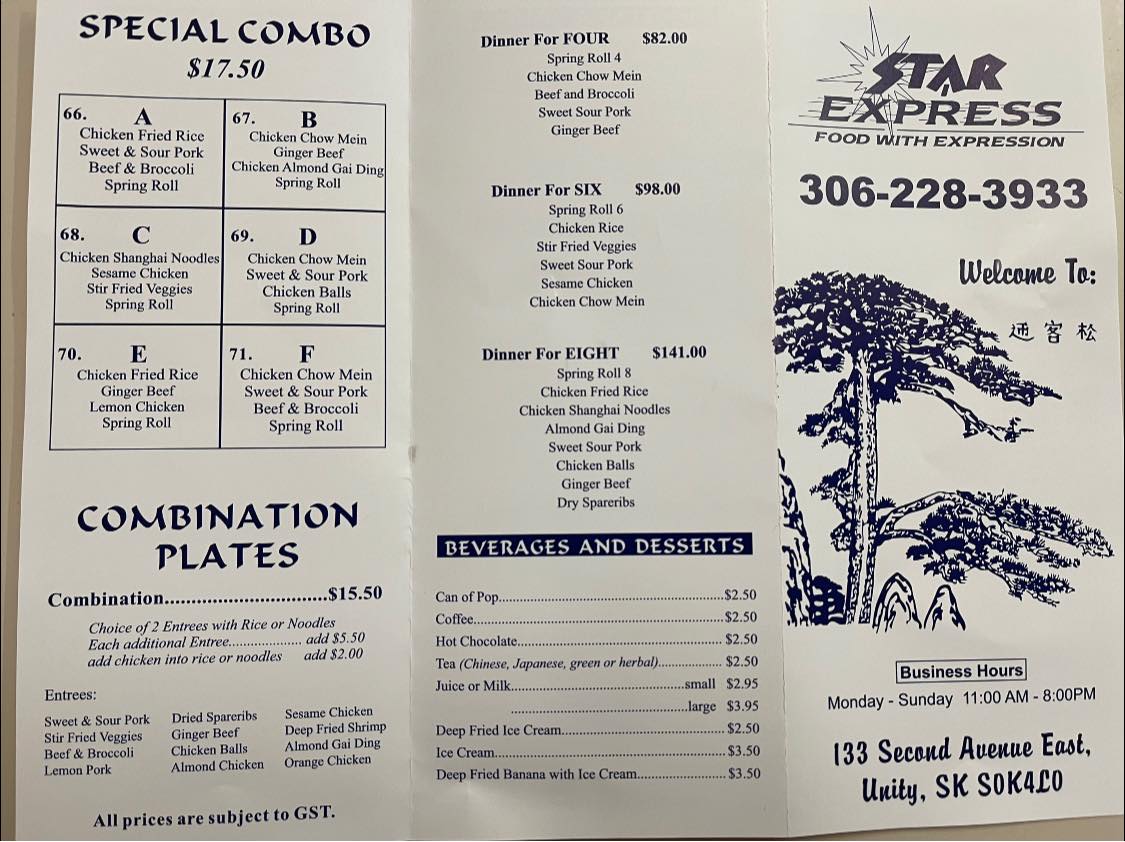 SPECIAL COMBO
$17.50
66. A
Chicken Fried Rice
Sweet & Sour Pork
Beef & Broccoli
Spring Roll
67. B
Chicken Chow Mein
Ginger Beef
Chicken Almond Gai Ding
Spring Roll
68. C
Chicken Shanghai Noodles
Sesame Chicken
Stir Fried Veggies
Spring Roll
69. D
Chicken Chow Mein
Sweet & Sour Pork
Chicken Balls
Spring Roll
70. E
Chicken Fried Rice
Ginger Beef
Lemon Chicken
Spring Roll
71. F
Chicken Chow Mein
Sweet & Sour Pork
Beef & Broccoli
Spring Roll
COMBINATION
PLATES
Combination..............................$15.50
Choice of 2 Entrees with Rice or Noodles
Each additional Entree................ add $5.50
add chicken into rice or noodles add $2.00
Entrees:
Sweet & Sour Pork
Stir Fried Veggies
Beef & Broccoli
Lemon Pork
Dried Spareribs
Ginger Beef
Chicken Balls
Almond Chicken
Sesame Chicken
Deep Fried Shrimp
Almond Gai Ding
Orange Chicken
All prices are subject to GST.
Dinner For FOUR $82.00
Spring Roll 4
Chicken Chow Mein
Beef and Broccoli
Sweet Sour Pork
Ginger Beef
Dinner For SIX $98.00
Spring Roll 6
Chicken Rice
Stir Fried Veggies
Sweet Sour Pork
Sesame Chicken
Chicken Chow Mein
Dinner For EIGHT $141.00
Spring Roll 8
Chicken Fried Rice
Chicken Shanghai Noodles
Almond Gai Ding
Sweet Sour Pork
Chicken Balls
Ginger Beef
Dry Spareribs
BEVERAGES AND DESSERTS
Can of Pop..........................................................$2.50
Coffee................................................................$2.50
Hot Chocolate.................................................... $2.50
Tea (Chinese, Japanese, green or herbal)................. $2.50
Juice or Milk............................................small $2.95
............................................large $3.95
Deep Fried Ice Cream.........................................$2.50
Ice Cream.......................................................... $3.50
Deep Fried Banana with Ice Cream....................... $3.50
STAR
EXPRESS
FOOD WITH EXPRESSION
306-228-3933
Welcome To:
迊 客 松
Business Hours
Monday - Sunday 11:00 AM - 8:00PM
133 Second Avenue East,
Unity, SK S0K4L0